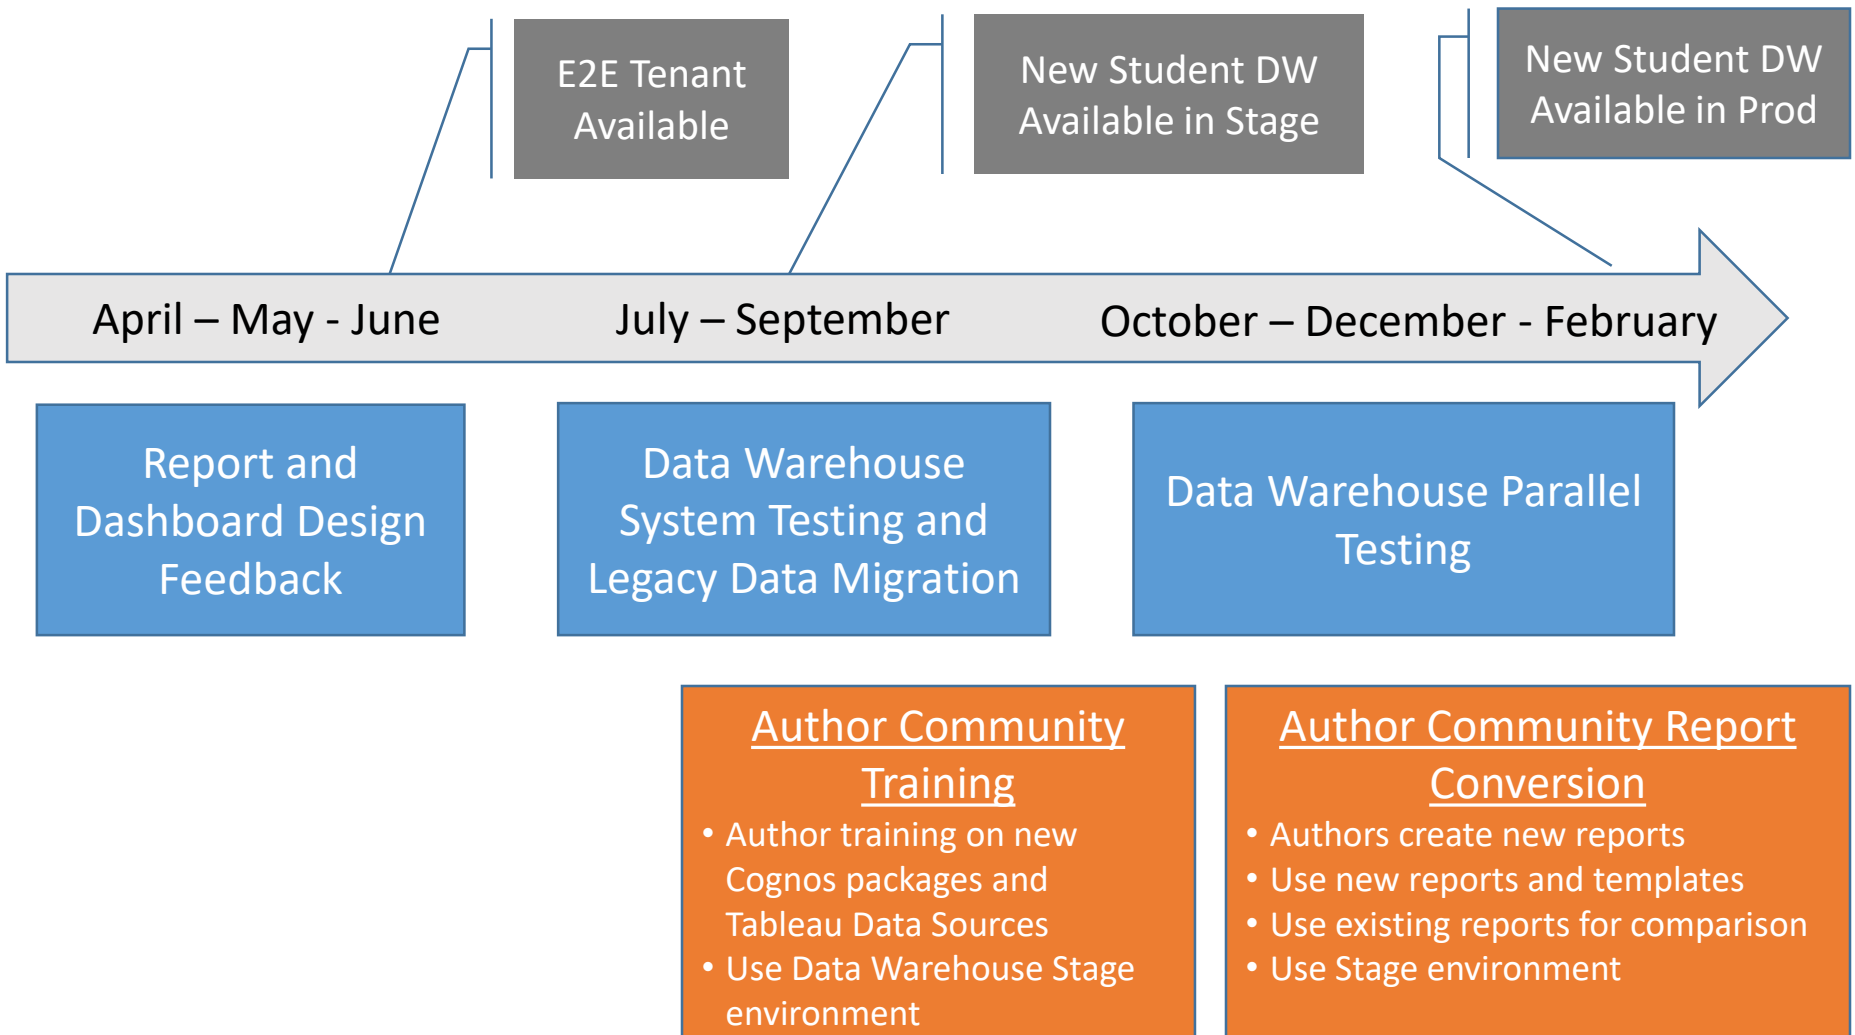 E2E Tenant
Available
New Student DW
Available in Stage
New Student DW
Available in Prod
April – May - June
July – September
October – December - February
Report and
Dashboard Design
Feedback
Data Warehouse
System Testing and
Legacy Data Migration
Data Warehouse Parallel
Testing
Author Community
Training
• Author training on new
Cognos packages and
Tableau Data Sources
• Use Data Warehouse Stage
environment
Author Community Report
Conversion
• Authors create new reports
• Use new reports and templates
• Use existing reports for comparison
• Use Stage environment